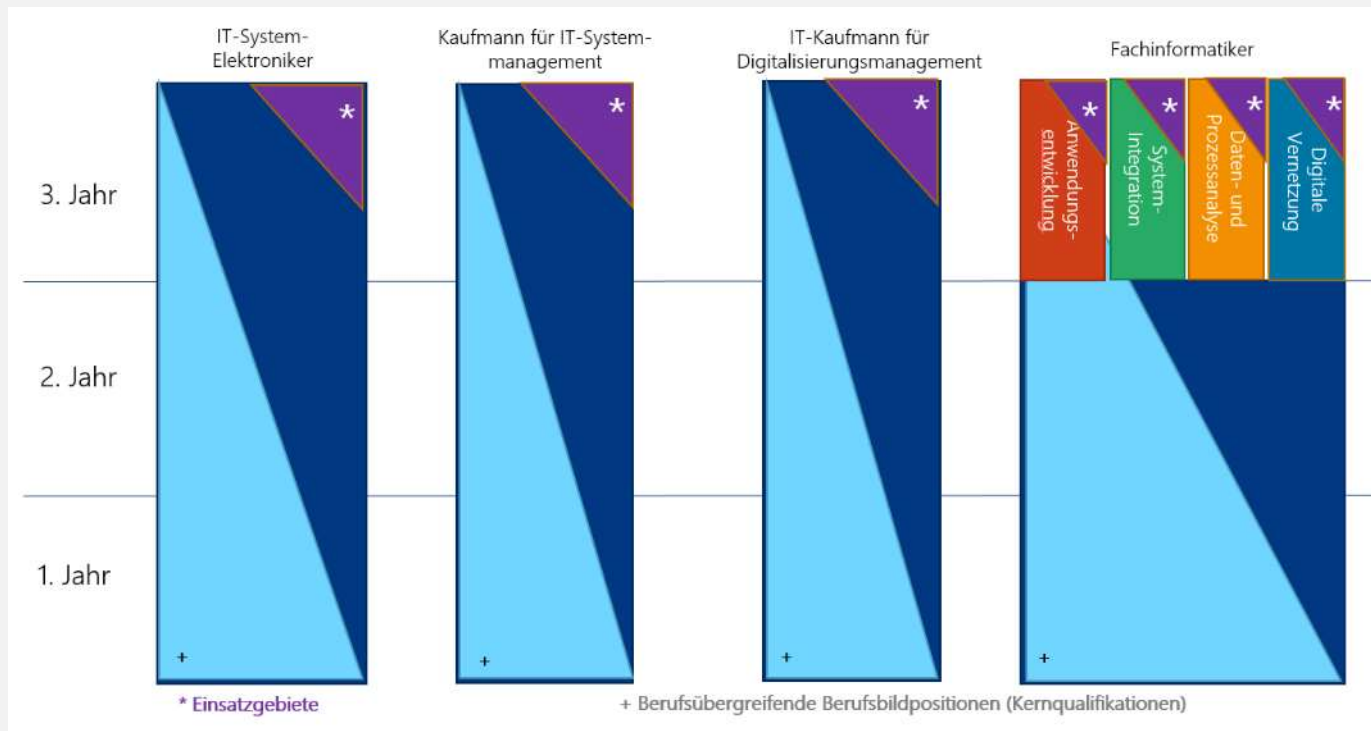 IT-System-
Elektroniker
Kaufmann für IT-System-
management
IT-Kaufmann für
Digitalisierungsmanagement
Fachinformatiker
*
*
*
*
*
*
*
Anwendungs-
entwicklung
System-
Integration
Daten- und
Prozessanalyse
Digitale
Vernetzung
3. Jahr
2. Jahr
1. Jahr
+
+
+
+
* Einsatzgebiete
+ Berufsübergreifende Berufsbildpositionen (Kernqualifikationen)